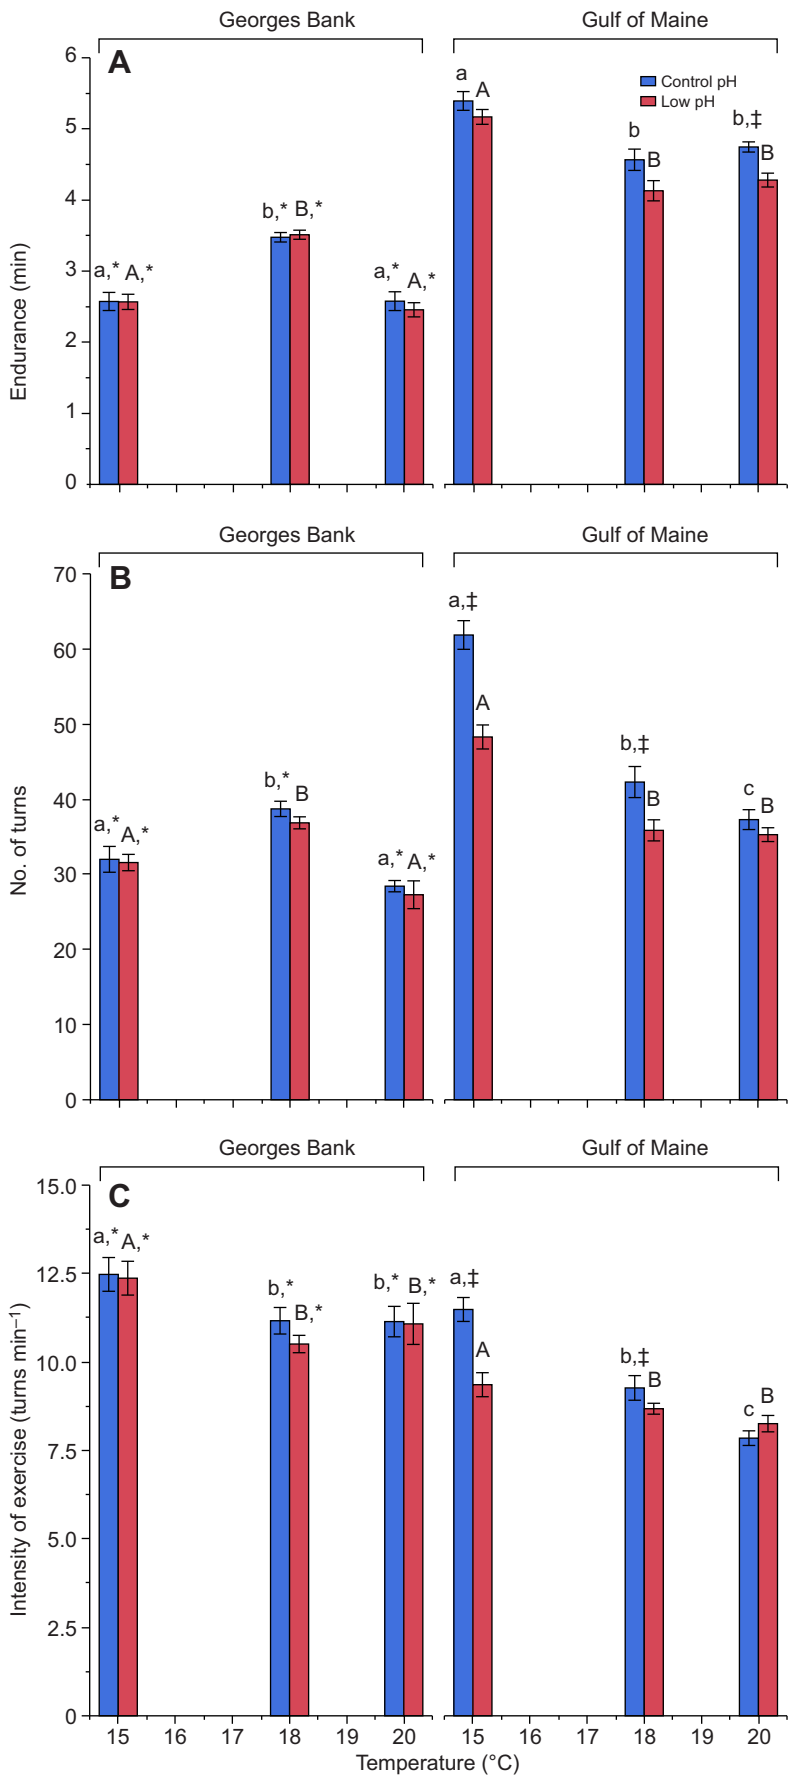 Georges Bank Gulf of Maine
A
Control pH
Low pH
Endurance (min)
6
5
4
3
2
1
0
a,* A,* b,* B,* a,* A,* a A b B b,‡ B
Georges Bank Gulf of Maine
B
No. of turns
70
60
50
40
30
20
10
0
a,* A,* b,* B a,* A,* a,‡ A b,‡ B c B
Georges Bank Gulf of Maine
C
Intensity of exercise (turns min–1)
15.0
12.5
10.0
7.5
5.0
2.5
0
a,* A,* b,* B,* b,* B,* a,‡ A b,‡ B c B
15 16 17 18 19 20 15 16 17 18 19 20
Temperature (°C)